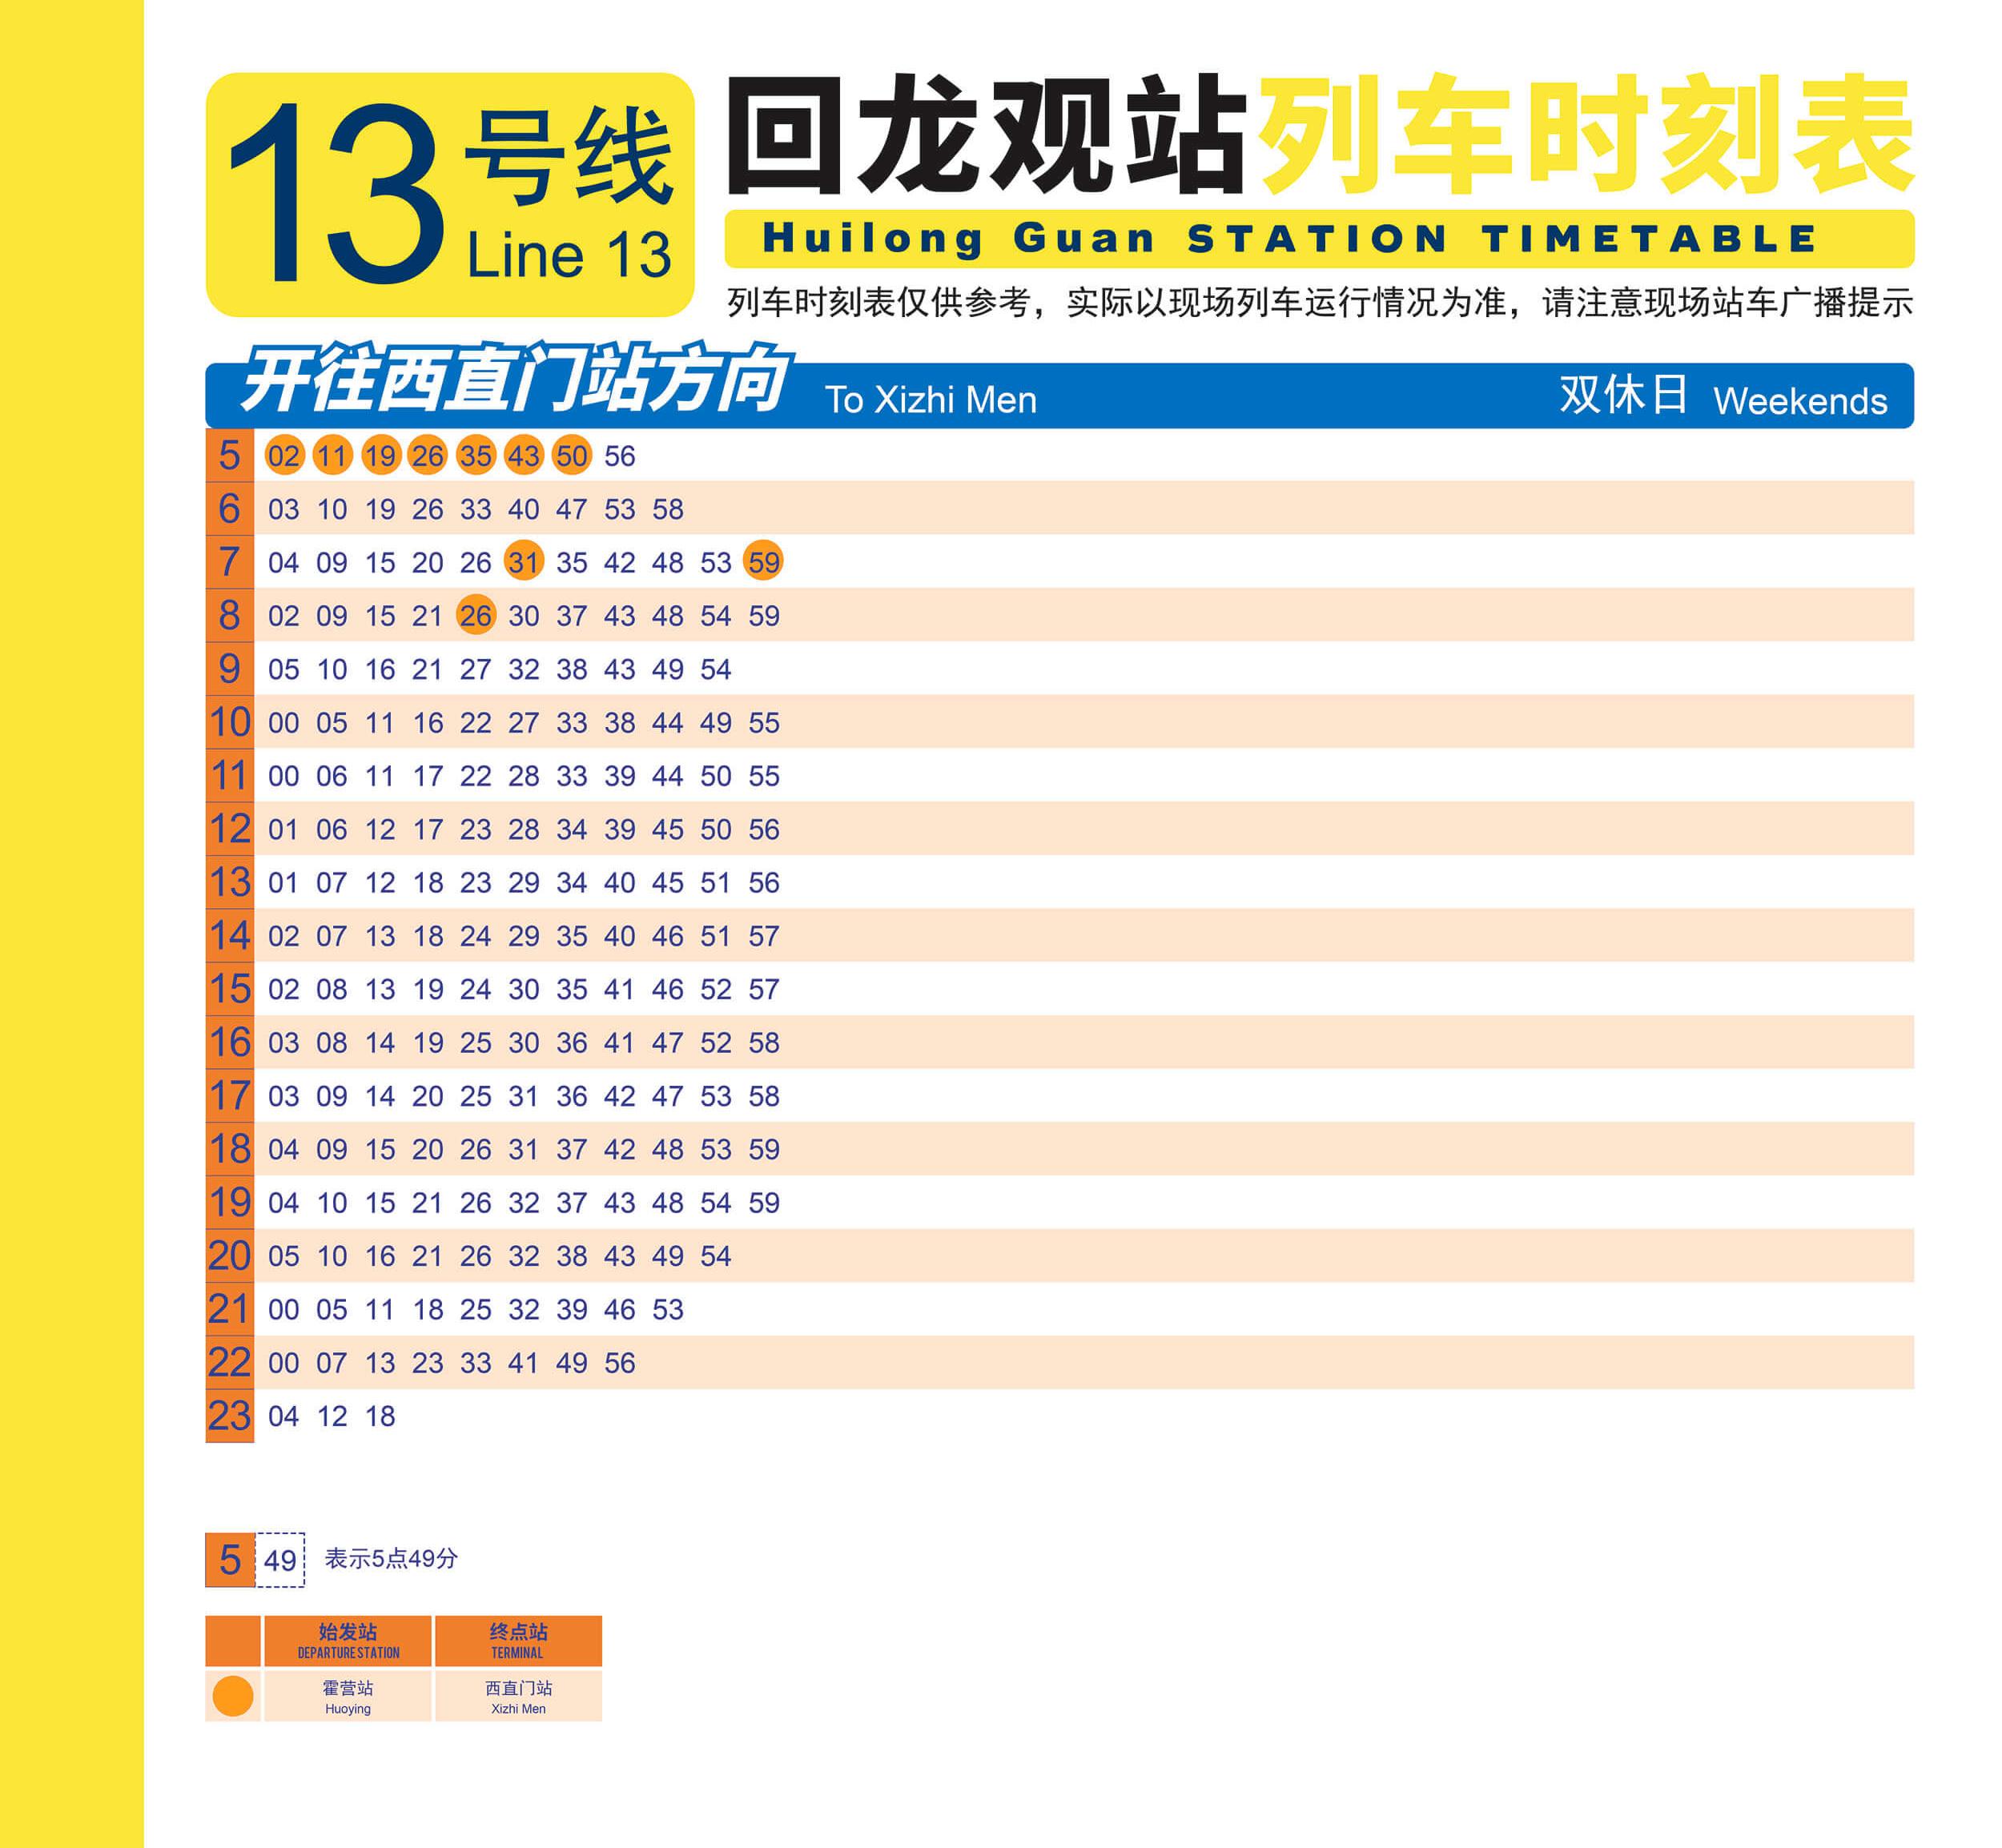 13号线
Line 13
回龙观站列车时刻表
Huilong Guan STATION TIMETABLE
列车时刻表仅供参考，实际以现场列车运行情况为准，请注意现场站车广播提示
开往西直门站方向 To Xizhi Men 双休日 Weekends
5 02 11 19 26 35 43 50 56
6 03 10 19 26 33 40 47 53 58
7 04 09 15 20 26 31 35 42 48 53 59
8 02 09 15 21 26 30 37 43 48 54 59
9 05 10 16 21 27 32 38 43 49 54
10 00 05 11 16 22 27 33 38 44 49 55
11 00 06 11 17 22 28 33 39 44 50 55
12 01 06 12 17 23 28 34 39 45 50 56
13 01 07 12 18 23 29 34 40 45 51 56
14 02 07 13 18 24 29 35 40 46 51 57
15 02 08 13 19 24 30 35 41 46 52 57
16 03 08 14 19 25 30 36 41 47 52 58
17 03 09 14 20 25 31 36 42 47 53 58
18 04 09 15 20 26 31 37 42 48 53 59
19 04 10 15 21 26 32 37 43 48 54 59
20 05 10 16 21 26 32 38 43 49 54
21 00 05 11 18 25 32 39 46 53
22 00 07 13 23 33 41 49 56
23 04 12 18
5 49 表示5点49分
始发站 终点站
DEPARTURE STATION TERMINAL
霍营站 西直门站
Huoying Xizhi Men